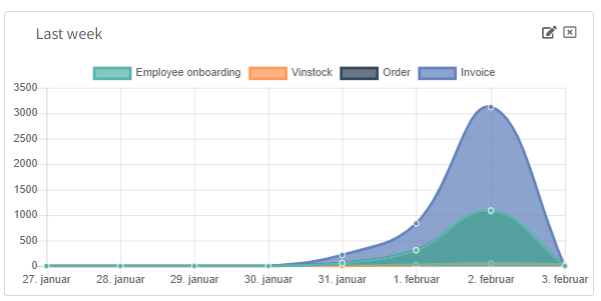 Last week
Employee onboarding Vinstock Order Invoice
3500
3000
2500
2000
1500
1000
500
0
27. januar 28. januar 29. januar 30. januar 31. januar 1. februar 2. februar 3. februar